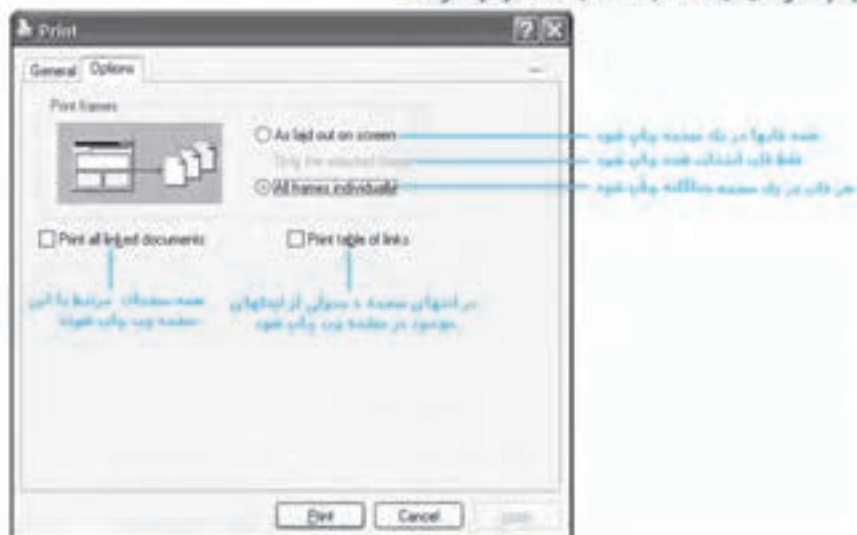 Print
General Options
Print frames
As laid out on screen
همه قابها در یک صفحه چاپ شود
Only the selected frame
فقط قاب انتخاب شده چاپ شود
All frames individually
هر قاب در یک صفحه جداگانه چاپ شود
Print all linked documents
Print table of links
همه صفحات مرتبط با این
صفحه وب چاپ شوند
در انتهای صفحه ، جدولی از لینکهای
موجود در صفحه وب چاپ شود
Print Cancel